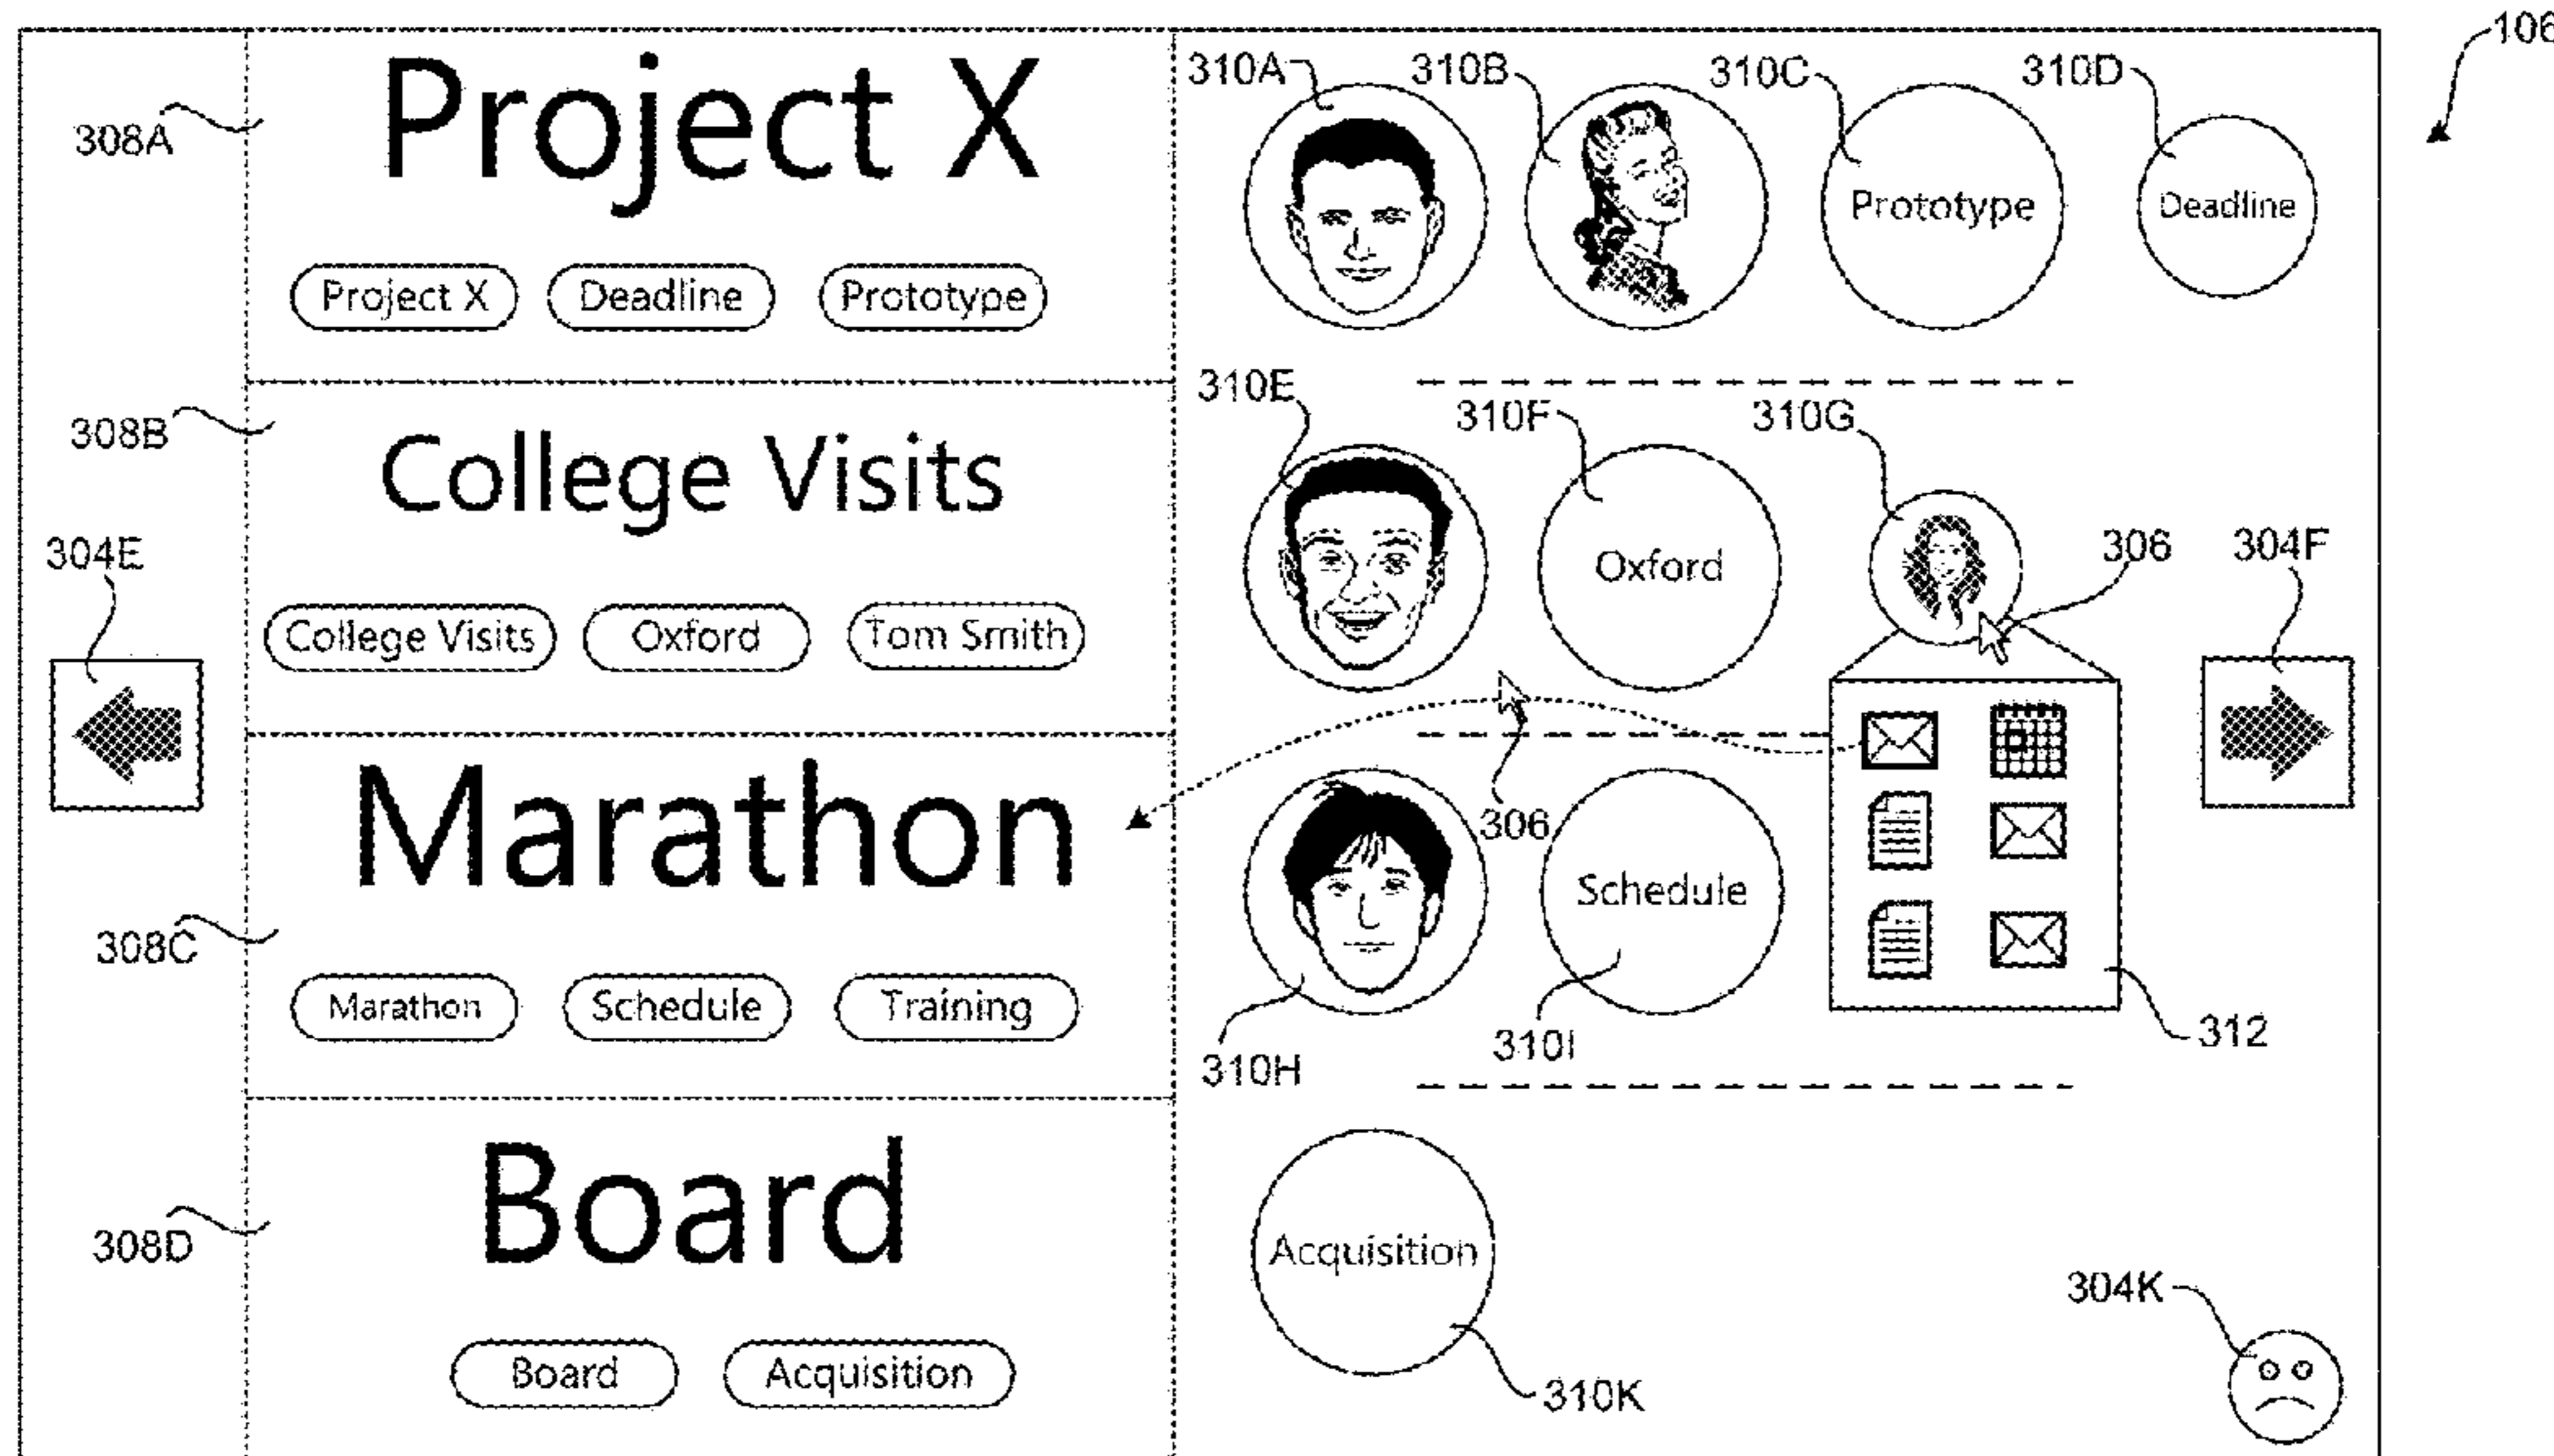 106
310A 310B 310C 310D
308A
Project X
Prototype
Deadline
Project X Deadline Prototype
310E 310F 310G
308B
College Visits
304E
Oxford
306 304F
College Visits Oxford Tom Smith
Marathon
306
Schedule
308C
Marathon Schedule Training
310H 310I 312
Board
308D
Acquisition
304K
Board Acquisition
310K